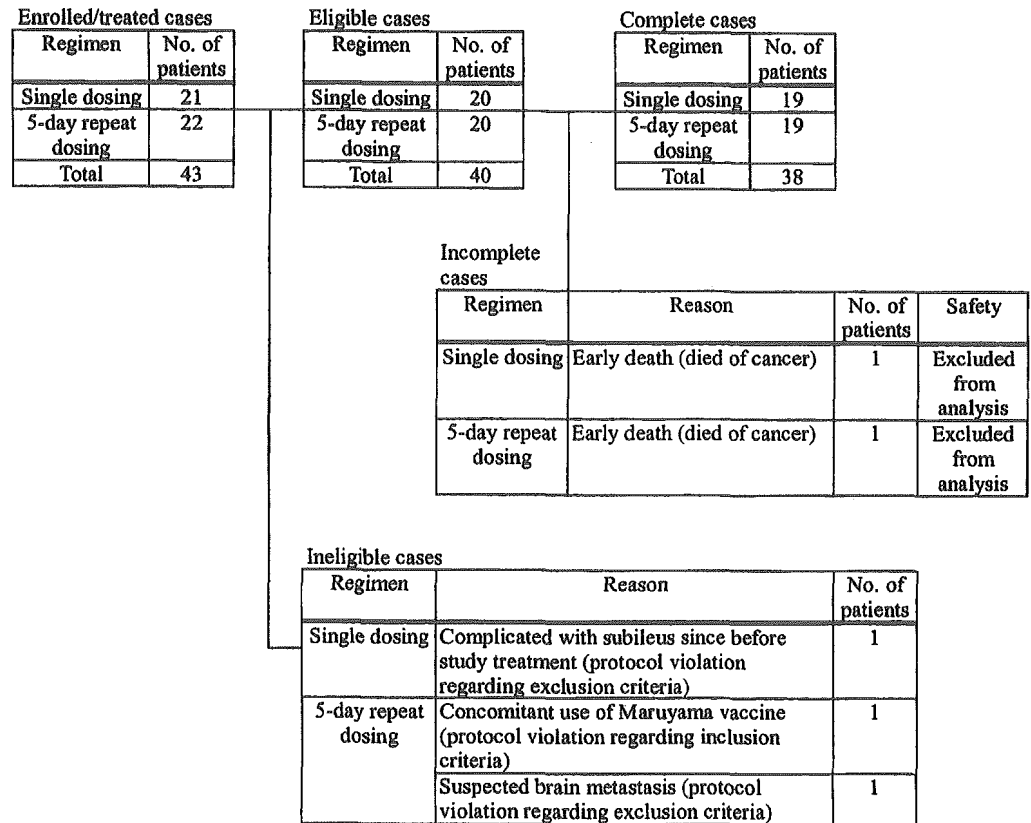 Enrolled/treated cases
Regimen No. of
patients
Single dosing 21
5-day repeat 22
dosing
Total 43
Eligible cases
Regimen No. of
patients
Single dosing 20
5-day repeat 20
dosing
Total 40
Complete cases
Regimen No. of
patients
Single dosing 19
5-day repeat 19
dosing
Total 38
Incomplete
cases
Regimen Reason No. of Safety
patients
Single dosing Early death (died of cancer) 1 Excluded
from
analysis
5-day repeat Early death (died of cancer) 1 Excluded
dosing from
analysis
Ineligible cases
Regimen Reason No. of
patients
Single dosing Complicated with subileus since before 1
study treatment (protocol violation
regarding exclusion criteria)
5-day repeat Concomitant use of Maruyama vaccine 1
dosing (protocol violation regarding inclusion
criteria)
Suspected brain metastasis (protocol 1
violation regarding exclusion criteria)